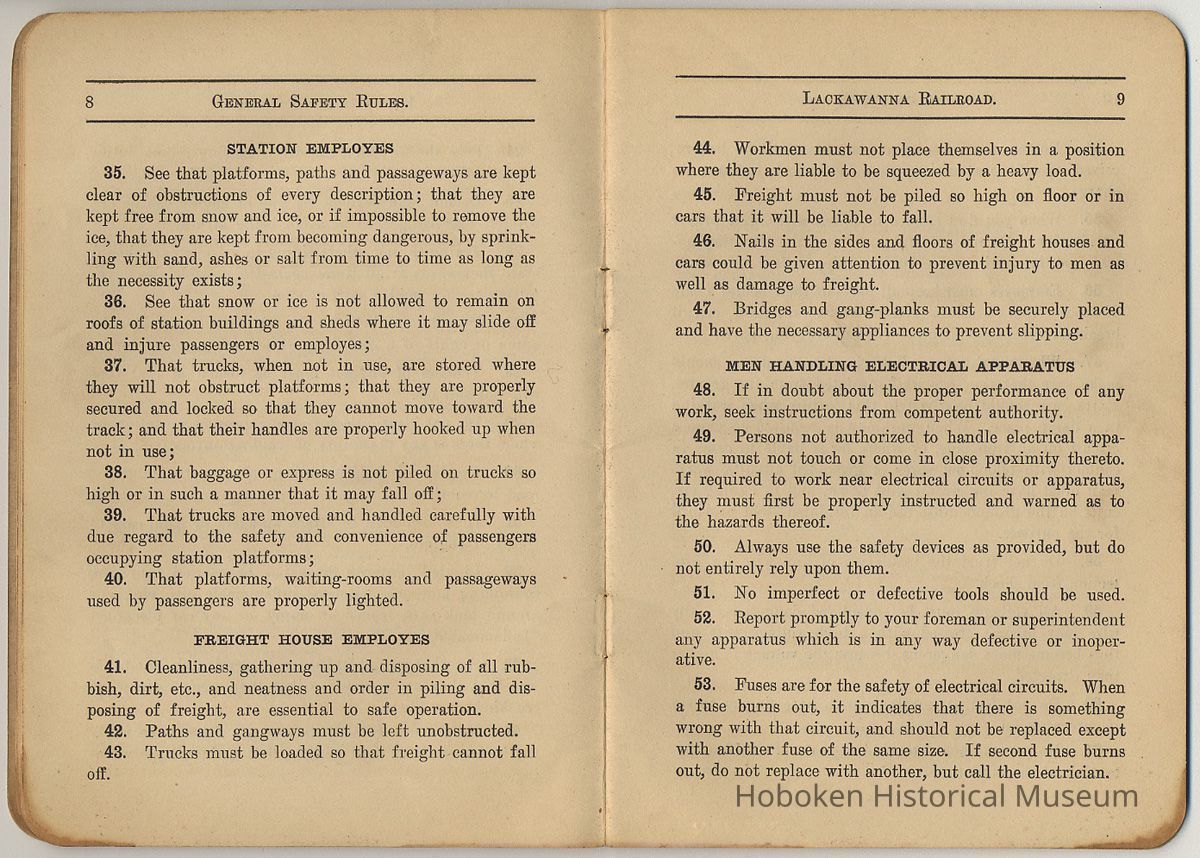 8 General Safety Rules.
STATION EMPLOYES
35. See that platforms, paths and passageways are kept
clear of obstructions of every description; that they are
kept free from snow and ice, or if impossible to remove the
ice, that they are kept from becoming dangerous, by sprink-
ling with sand, ashes or salt from time to time as long as
the necessity exists;
36. See that snow or ice is not allowed to remain on
roofs of station buildings and sheds where it may slide off
and injure passengers or employes;
37. That trucks, when not in use, are stored where
they will not obstruct platforms; that they are properly
secured and locked so that they cannot move toward the
track; and that their handles are properly hooked up when
not in use;
38. That baggage or express is not piled on trucks so
high or in such a manner that it may fall off;
39. That trucks are moved and handled carefully with
due regard to the safety and convenience of passengers
occupying station platforms;
40. That platforms, waiting-rooms and passageways
used by passengers are properly lighted.
FREIGHT HOUSE EMPLOYES
41. Cleanliness, gathering up and disposing of all rub-
bish, dirt, etc., and neatness and order in piling and dis-
posing of freight, are essential to safe operation.
42. Paths and gangways must be left unobstructed.
43. Trucks must be loaded so that freight cannot fall
off.
Lackawanna Railroad. 9
44. Workmen must not place themselves in a position
where they are liable to be squeezed by a heavy load.
45. Freight must not be piled so high on floor or in
cars that it will be liable to fall.
46. Nails in the sides and floors of freight houses and
cars could be given attention to prevent injury to men as
well as damage to freight.
47. Bridges and gang-planks must be securely placed
and have the necessary appliances to prevent slipping.
MEN HANDLING ELECTRICAL APPARATUS
48. If in doubt about the proper performance of any
work, seek instructions from competent authority.
49. Persons not authorized to handle electrical appa-
ratus must not touch or come in close proximity thereto.
If required to work near electrical circuits or apparatus,
they must first be properly instructed and warned as to
the hazards thereof.
50. Always use the safety devices as provided, but do
not entirely rely upon them.
51. No imperfect or defective tools should be used.
52. Report promptly to your foreman or superintendent
any apparatus which is in any way defective or inoper-
ative.
53. Fuses are for the safety of electrical circuits. When
a fuse burns out, it indicates that there is something
wrong with that circuit, and should not be replaced except
with another fuse of the same size. If second fuse burns
out, do not replace with another, but call the electrician.
Hoboken Historical Museum